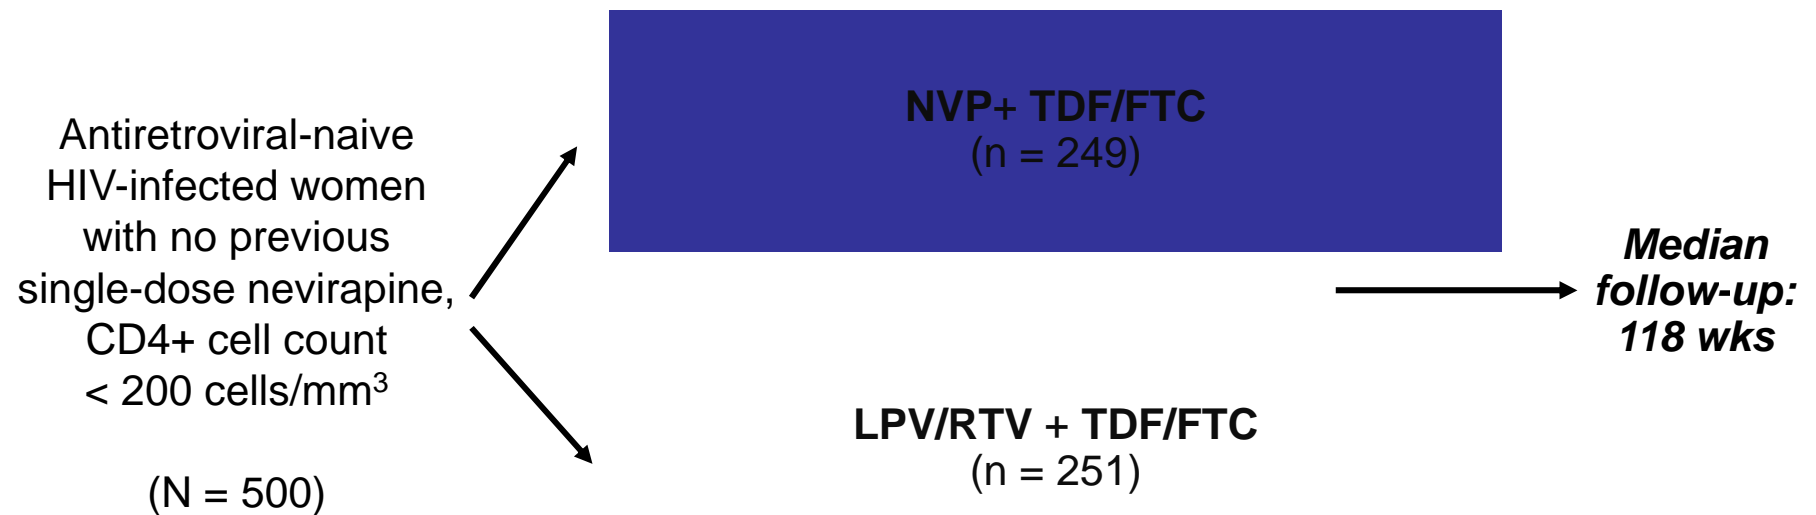 Antiretroviral-naive
HIV-infected women
with no previous
single-dose nevirapine,
CD4+ cell count
< 200 cells/mm³
(N = 500)
NVP+ TDF/FTC
(n = 249)
LPV/RTV + TDF/FTC
(n = 251)
Median
follow-up:
118 wks